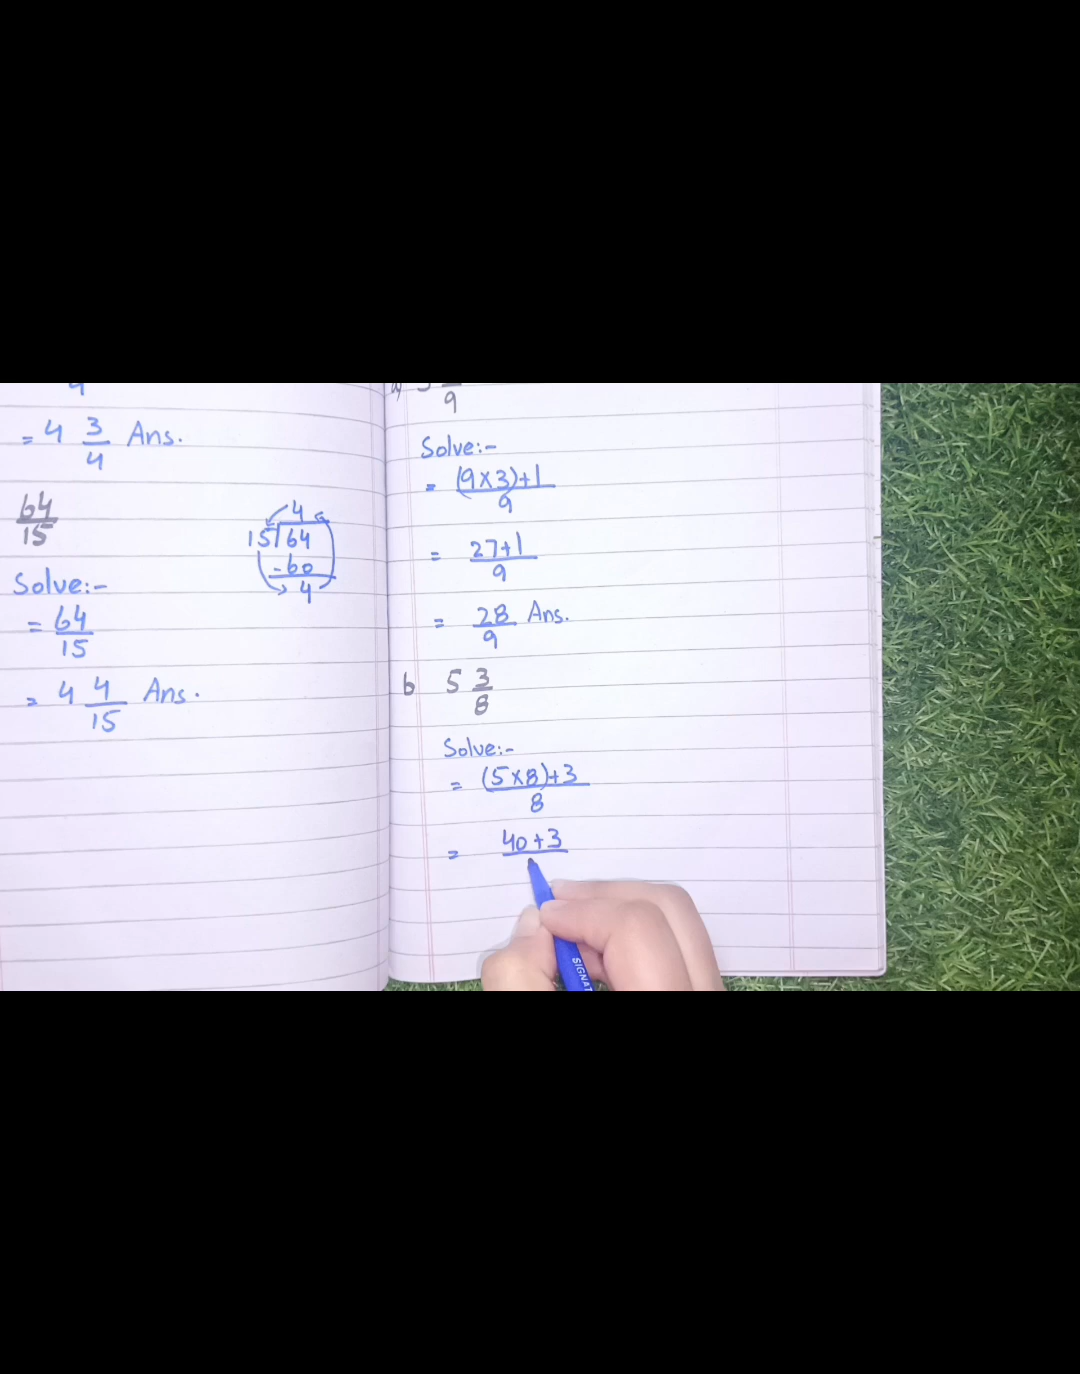 4
= 4 3/4 Ans.
64/15
4
15)64
-60
4
Solve:-
= 64/15
= 4 4/15 Ans.
9
Solve:-
= (9×3)+1/9
= 27+1/9
= 28/9 Ans.
b 5 3/8
Solve:-
= (5×8)+3/8
= 40+3
SIGNAT